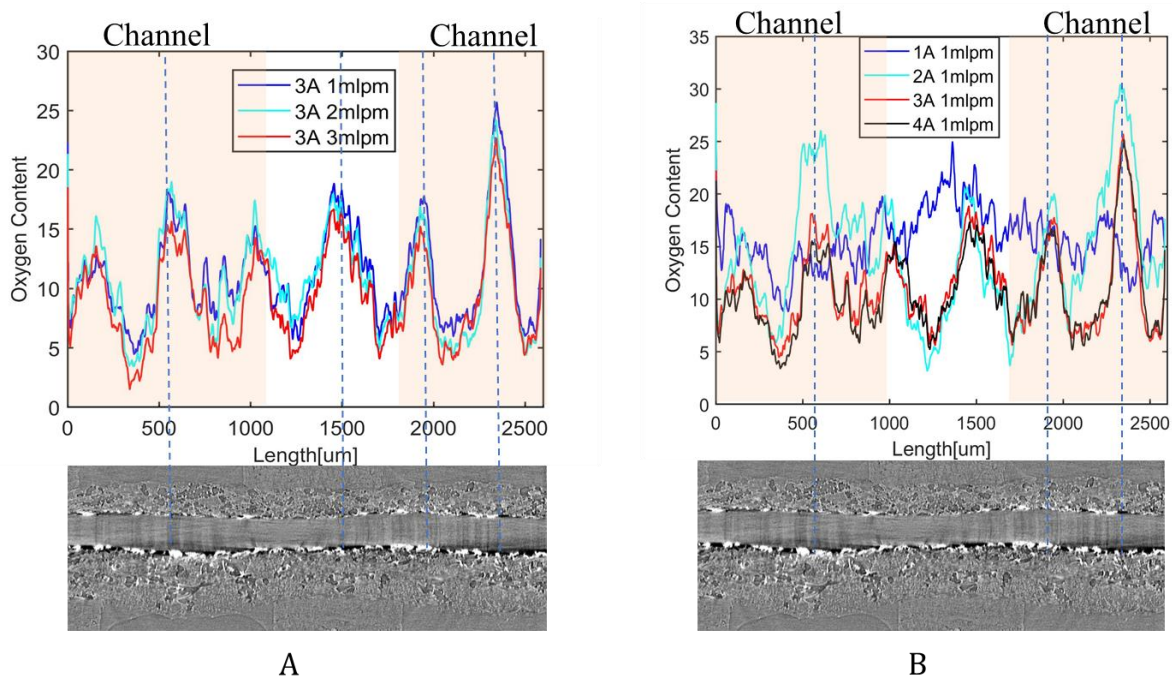 Channel Channel
30
25
20
15
10
5
0
Oxygen Content
3A 1mlpm
3A 2mlpm
3A 3mlpm
0 500 1000 1500 2000 2500
Length[um]
A
Channel Channel
35
30
25
20
15
10
5
0
Oxygen Content
1A 1mlpm
2A 1mlpm
3A 1mlpm
4A 1mlpm
0 500 1000 1500 2000 2500
Length[um]
B